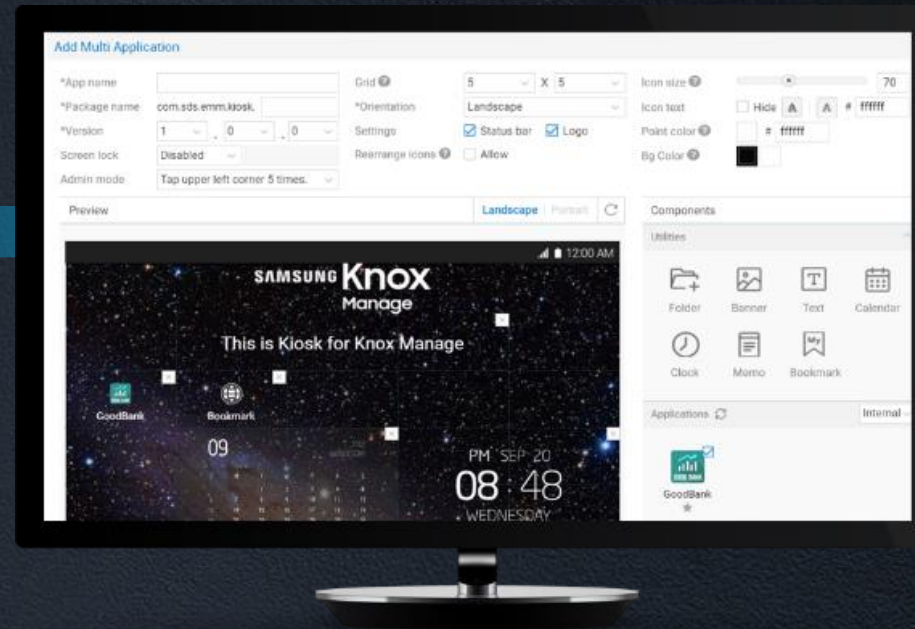 Add Multi Application
*App name
Grid
5 X 5
Icon size
70
*Package name
com.sds.emm.kiosk.
*Orientation
Landscape
Icon text
Hide A A # ffffff
*Version
1 . 0 . 0
Settings
Status bar
Logo
Point color
# ffffff
Screen lock
Disabled
Rearrange icons
Allow
Bg Color
Admin mode
Tap upper left corner 5 times.
Preview
Landscape Portrait
Components
Utilities
12:00 AM
SAMSUNG Knox
Manage
This is Kiosk for Knox Manage
GoodBank
Bookmark
09
PM SEP 20
08 : 48
WEDNESDAY
Folder
Banner
T
Text
Calendar
Clock
Memo
My
Bookmark
Applications
Internal
GoodBank